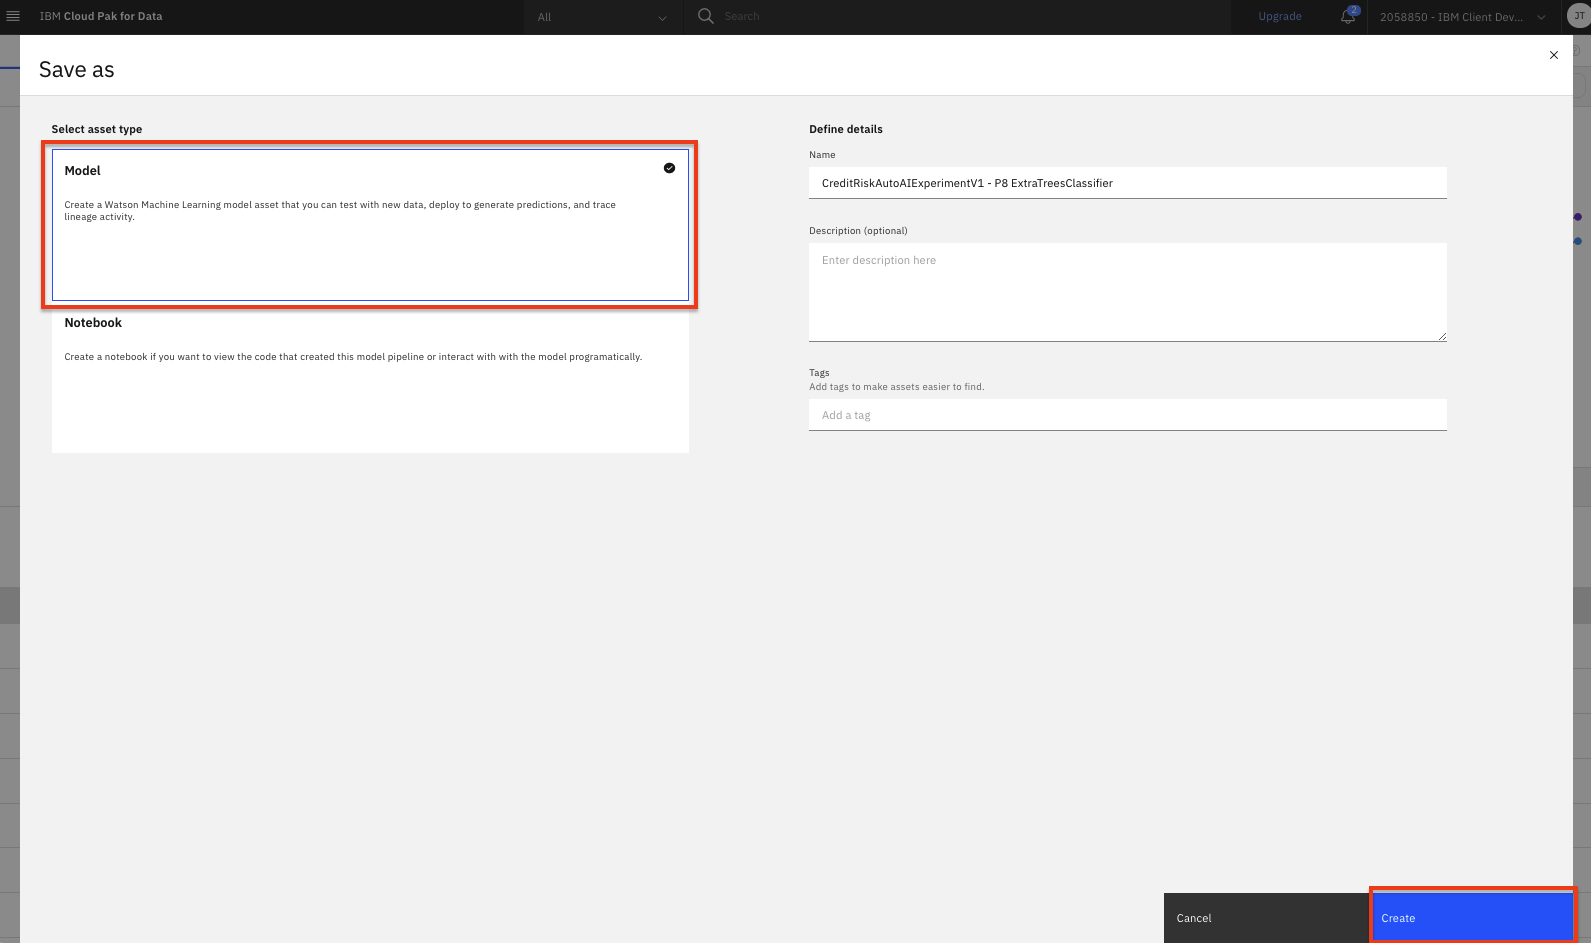 IBM Cloud Pak for Data
All
Search
Upgrade
2
2058850 - IBM Client Dev...
JT
Save as
Select asset type
Model
Create a Watson Machine Learning model asset that you can test with new data, deploy to generate predictions, and trace
lineage activity.
Notebook
Create a notebook if you want to view the code that created this model pipeline or interact with with the model programatically.
Define details
Name
CreditRiskAutoAIExperimentV1 - P8 ExtraTreesClassifier
Description (optional)
Enter description here
Tags
Add tags to make assets easier to find.
Add a tag
Cancel
Create